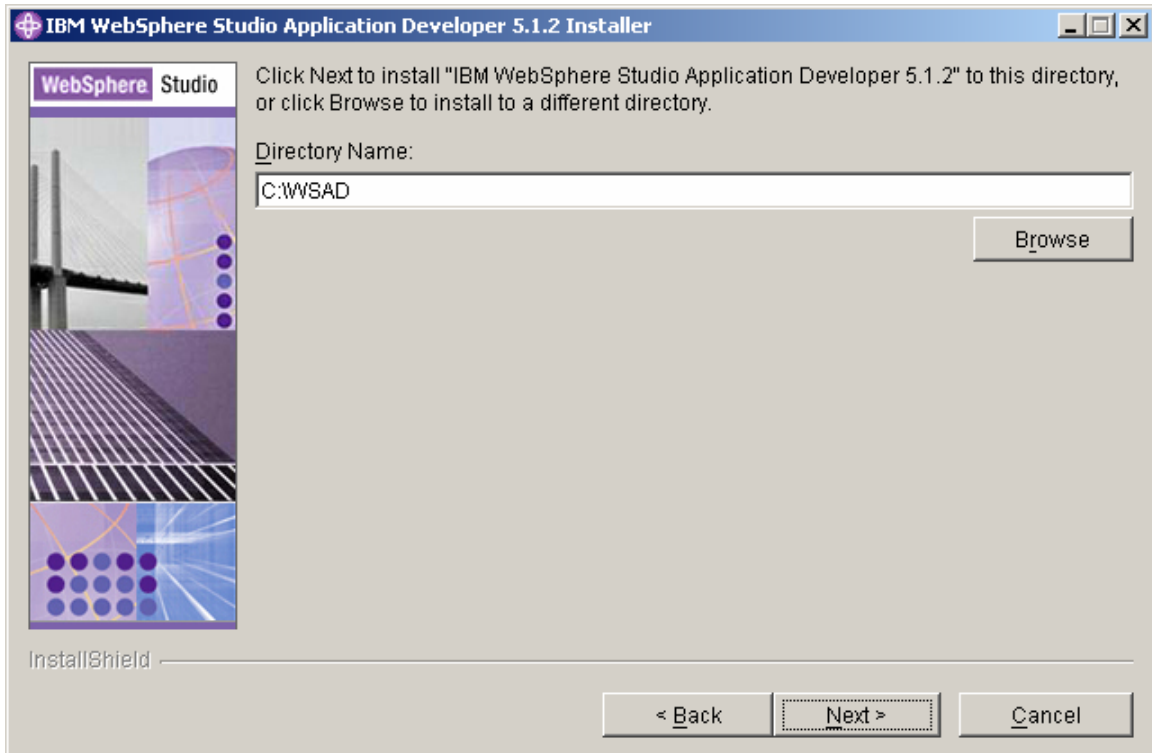 IBM WebSphere Studio Application Developer 5.1.2 Installer
WebSphere Studio
Click Next to install "IBM WebSphere Studio Application Developer 5.1.2" to this directory,
or click Browse to install to a different directory.
Directory Name:
C:\WSAD
Browse
InstallShield
< Back
Next >
Cancel